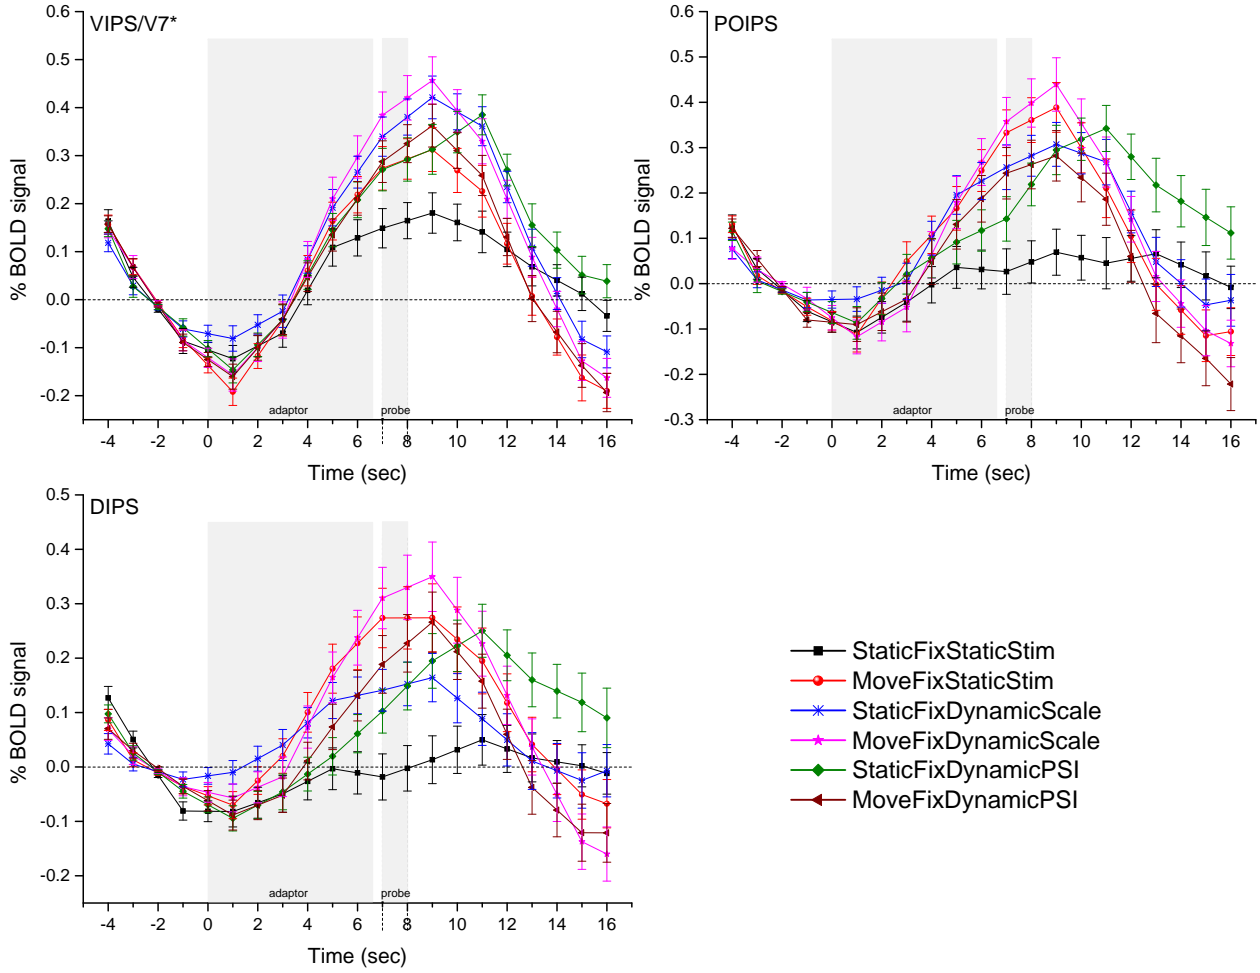 VIPS/V7*
% BOLD signal
0.6
0.5
0.4
0.3
0.2
0.1
0.0
-0.1
-0.2
adaptor
probe
-4 -2 0 2 4 6 8 10 12 14 16
Time (sec)
POIPS
% BOLD signal
0.6
0.5
0.4
0.3
0.2
0.1
0.0
-0.1
-0.2
-0.3
adaptor
probe
-4 -2 0 2 4 6 8 10 12 14 16
Time (sec)
DIPS
% BOLD signal
0.5
0.4
0.3
0.2
0.1
0.0
-0.1
-0.2
adaptor
probe
-4 -2 0 2 4 6 8 10 12 14 16
Time (sec)
StaticFixStaticStim
MoveFixStaticStim
StaticFixDynamicScale
MoveFixDynamicScale
StaticFixDynamicPSI
MoveFixDynamicPSI